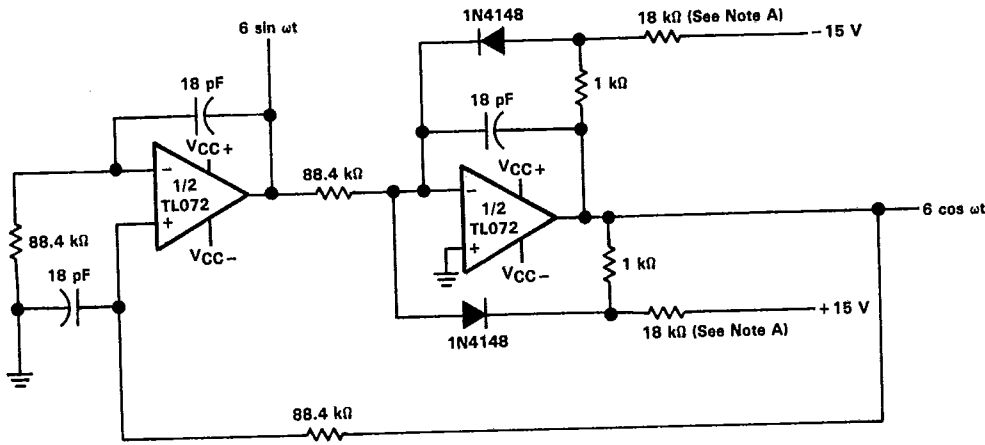 1N4148
18 kΩ (See Note A)
−15 V
6 sin ωt
1 kΩ
18 pF
18 pF
VCC+
VCC+
−
1/2
TL072
+
88.4 kΩ
−
1/2
TL072
+
6 cos ωt
88.4 kΩ
VCC−
VCC−
1 kΩ
18 pF
+15 V
18 kΩ (See Note A)
1N4148
88.4 kΩ